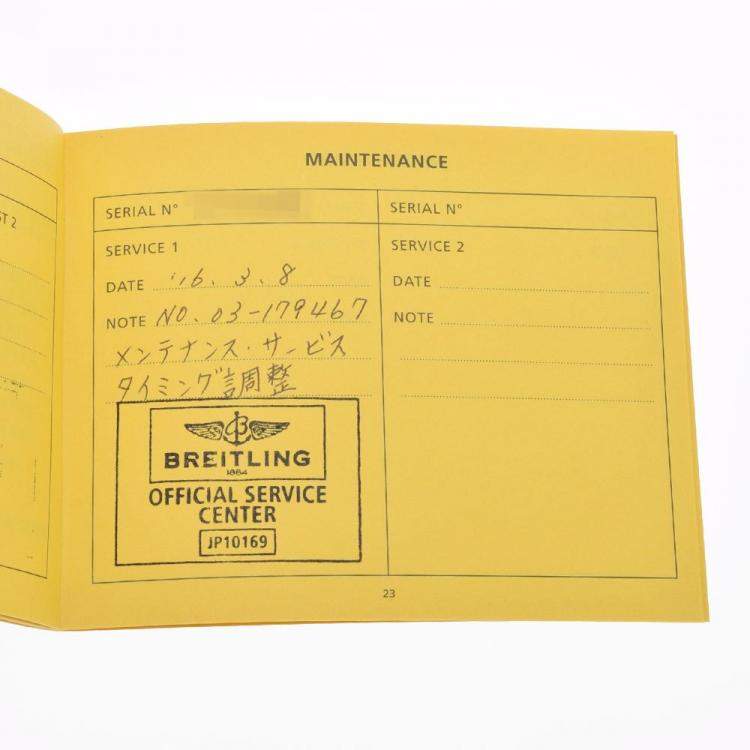 ST 2
MAINTENANCE
SERIAL N°
SERVICE 1
DATE '16. 3. 8
NOTE NO. 03-179467
メンテナンス・サービス
タイミング調整
BREITLING
1884
OFFICIAL SERVICE
CENTER
JP10169
SERIAL N°
SERVICE 2
DATE
NOTE
23